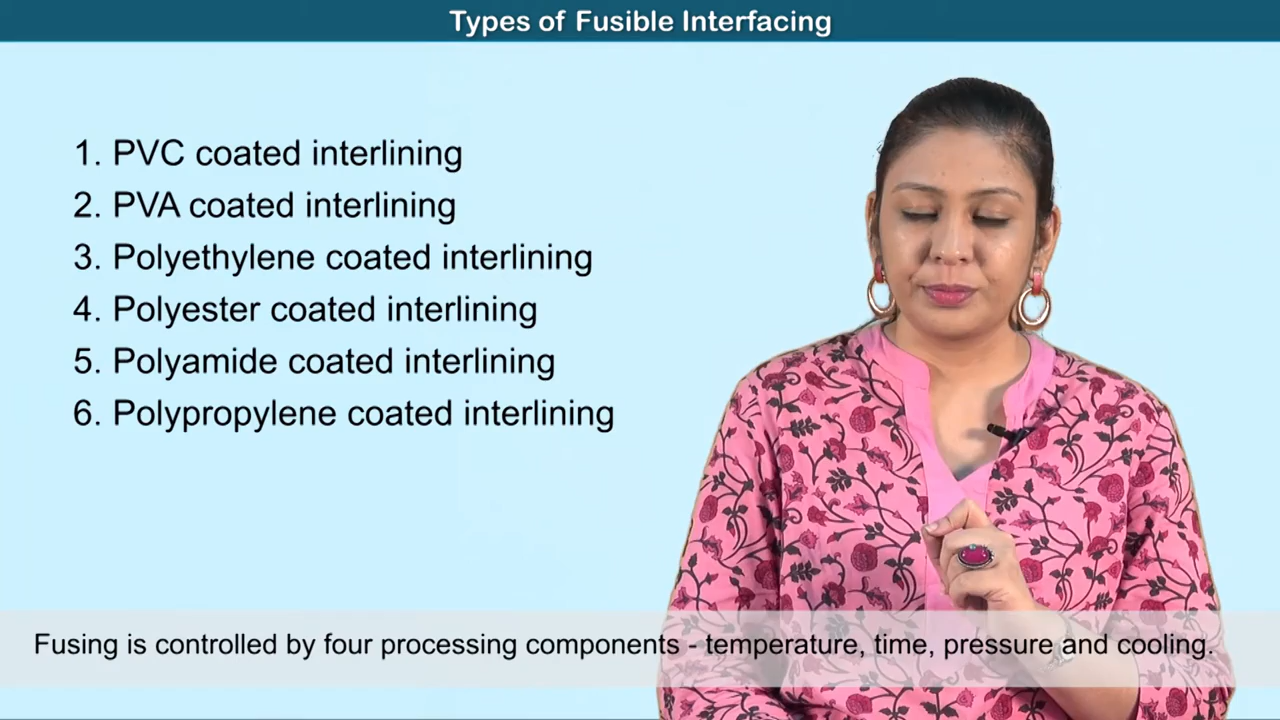 Types of Fusible Interfacing
1. PVC coated interlining
2. PVA coated interlining
3. Polyethylene coated interlining
4. Polyester coated interlining
5. Polyamide coated interlining
6. Polypropylene coated interlining
Fusing is controlled by four processing components - temperature, time, pressure and cooling.